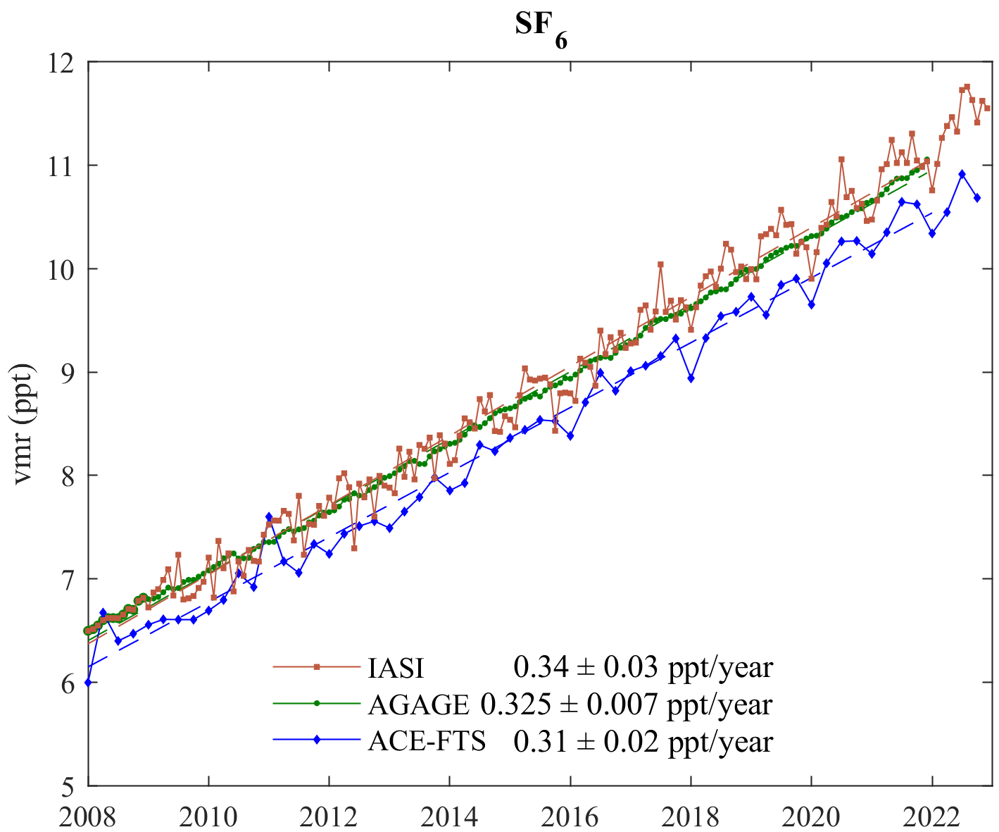 SF6
12
11
10
9
8
7
6
5
vmr (ppt)
IASI 0.34 ± 0.03 ppt/year
AGAGE 0.325 ± 0.007 ppt/year
ACE-FTS 0.31 ± 0.02 ppt/year
2008 2010 2012 2014 2016 2018 2020 2022